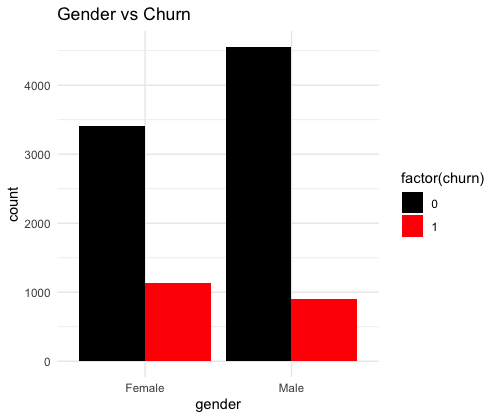 Gender vs Churn
4000
3000
2000
1000
0
count
Female
Male
gender
factor(churn)
0
1